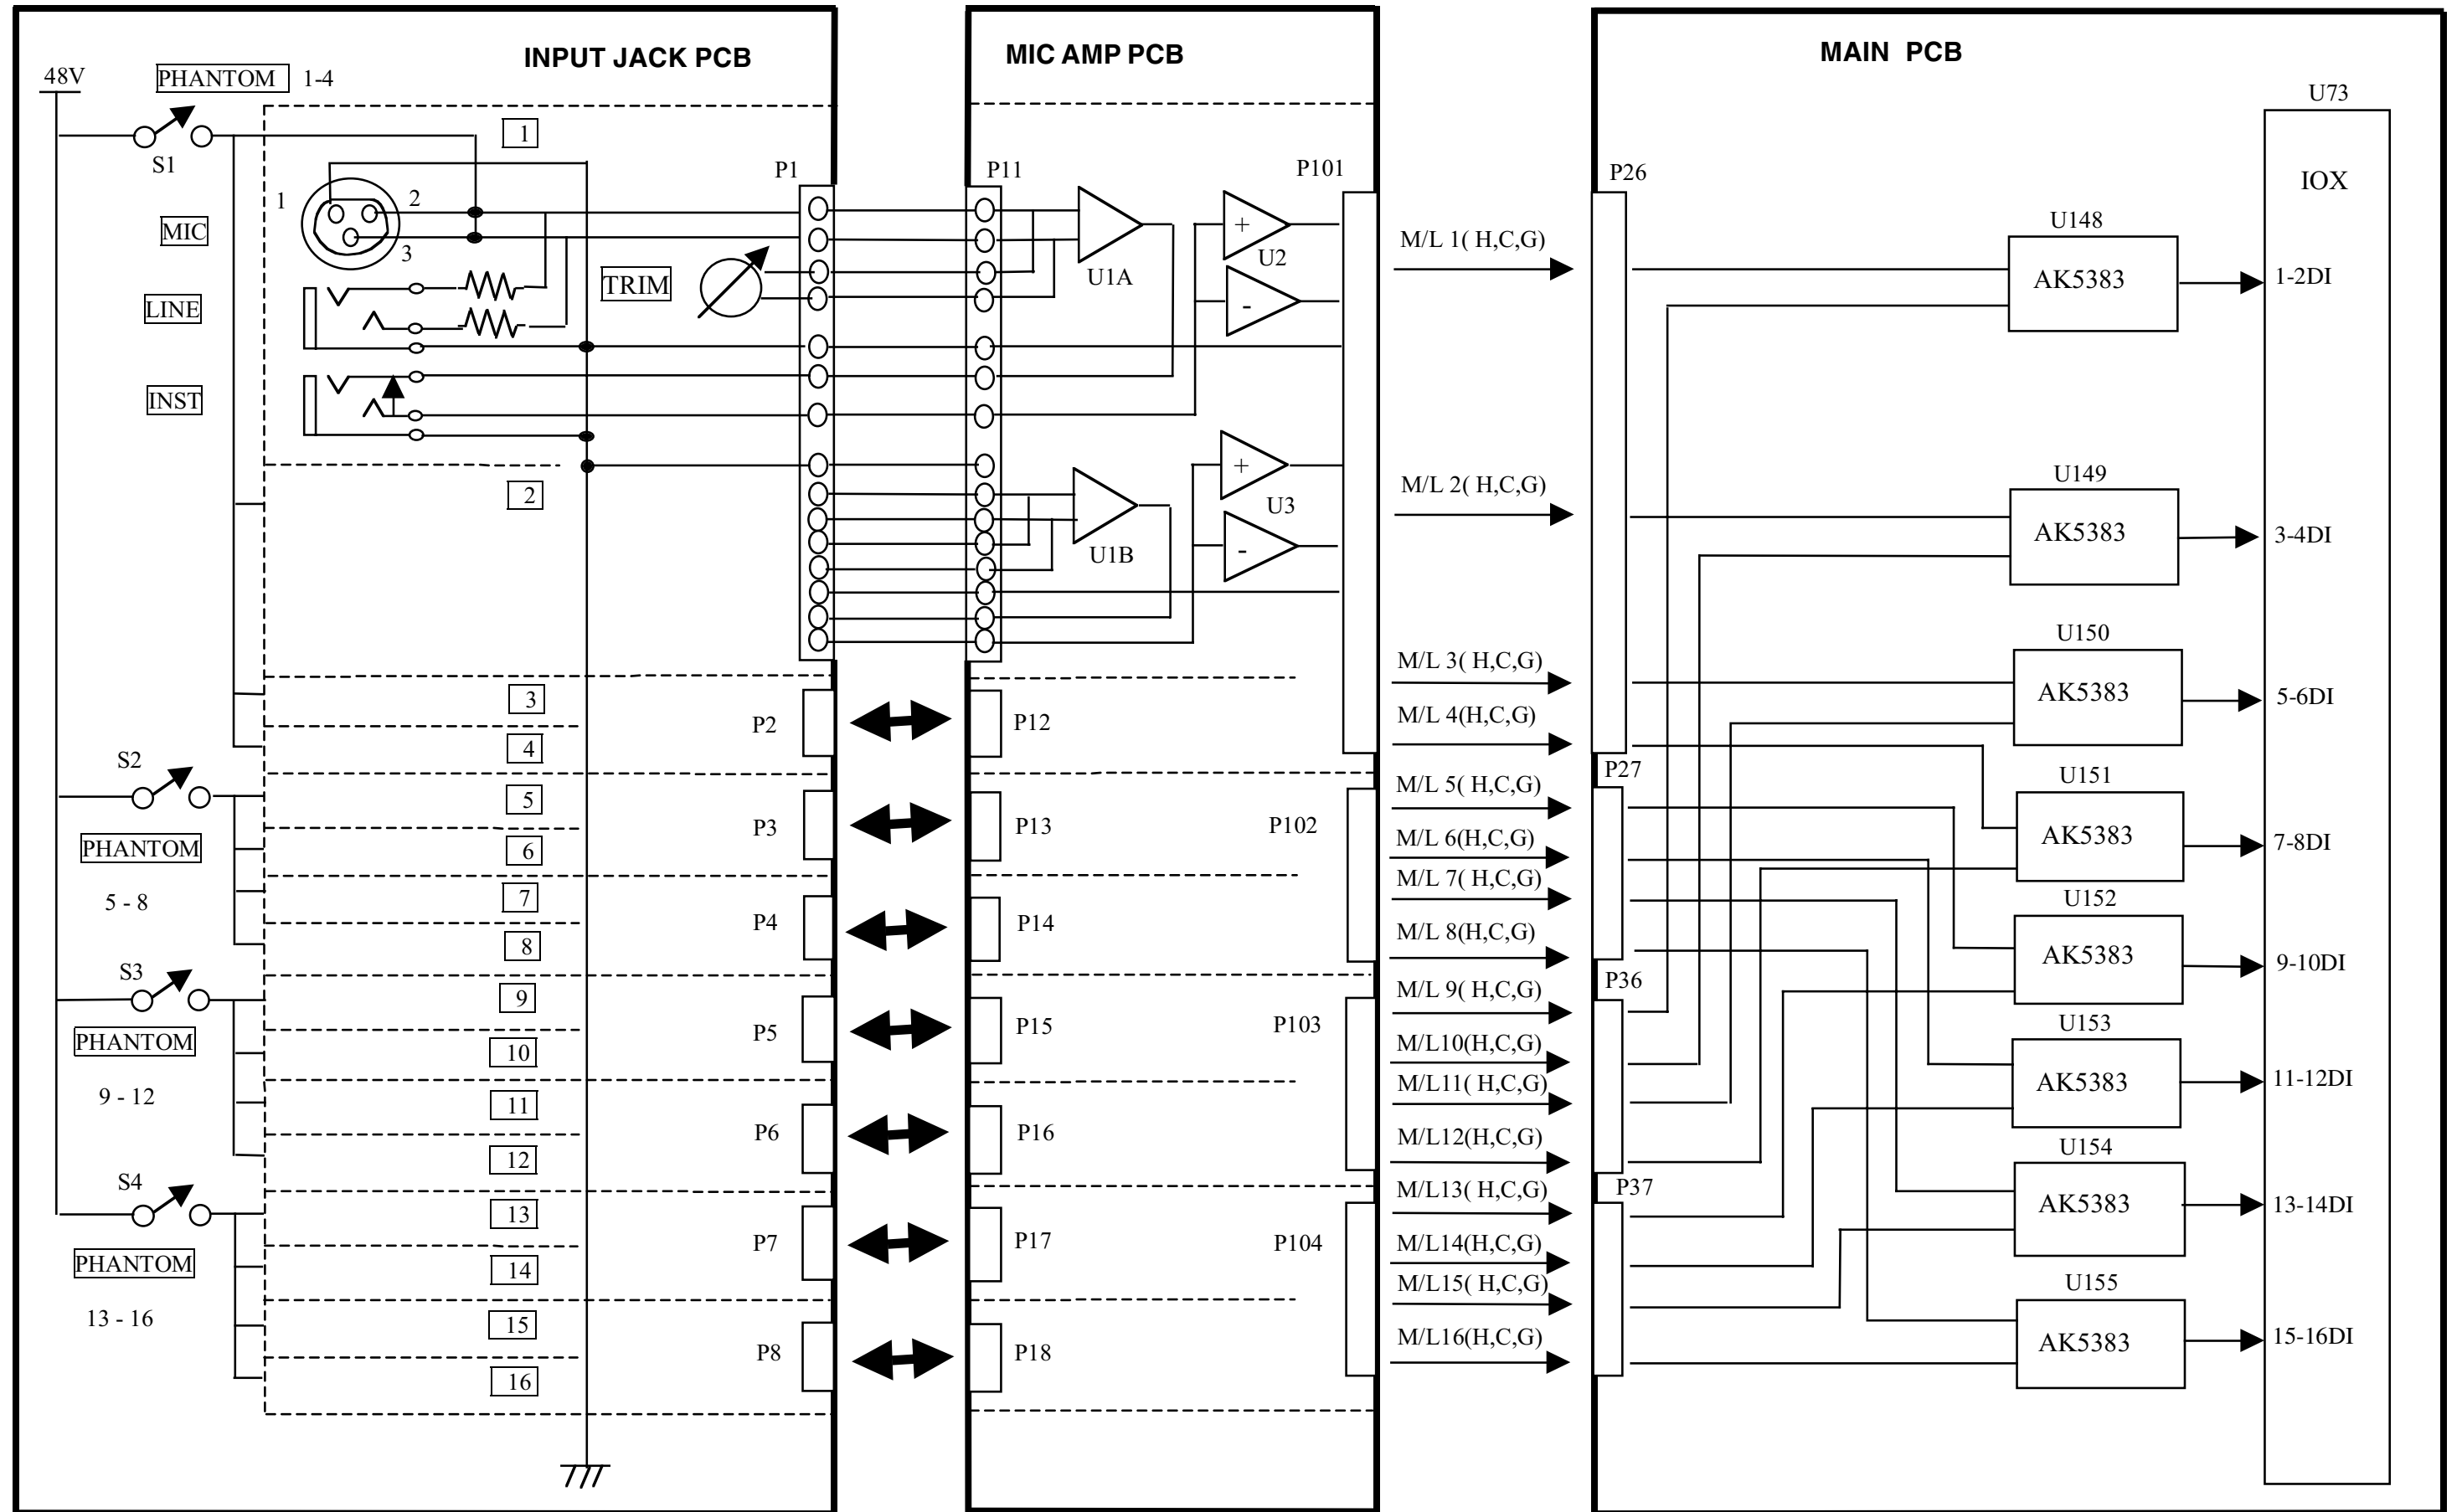 INPUT JACK PCB
48V
PHANTOM 1-4
S1
1
MIC
1
2
3
LINE
TRIM
INST
P1
2
3
4
P2
S2
PHANTOM
5 - 8
5
6
P3
7
8
P4
S3
PHANTOM
9 - 12
9
10
P5
11
12
P6
S4
PHANTOM
13 - 16
13
14
P7
15
16
P8
MIC AMP PCB
P11
P101
U1A
+
U2
-
U1B
+
U3
-
P12
P13
P102
P14
P15
P103
P16
P17
P104
P18
M/L 1( H,C,G)
M/L 2( H,C,G)
M/L 3( H,C,G)
M/L 4(H,C,G)
M/L 5( H,C,G)
M/L 6(H,C,G)
M/L 7( H,C,G)
M/L 8(H,C,G)
M/L 9( H,C,G)
M/L10(H,C,G)
M/L11( H,C,G)
M/L12(H,C,G)
M/L13( H,C,G)
M/L14(H,C,G)
M/L15( H,C,G)
M/L16(H,C,G)
MAIN PCB
P26
P27
P36
P37
U73
IOX
U148
AK5383
1-2DI
U149
AK5383
3-4DI
U150
AK5383
5-6DI
U151
AK5383
7-8DI
U152
AK5383
9-10DI
U153
AK5383
11-12DI
U154
AK5383
13-14DI
U155
AK5383
15-16DI